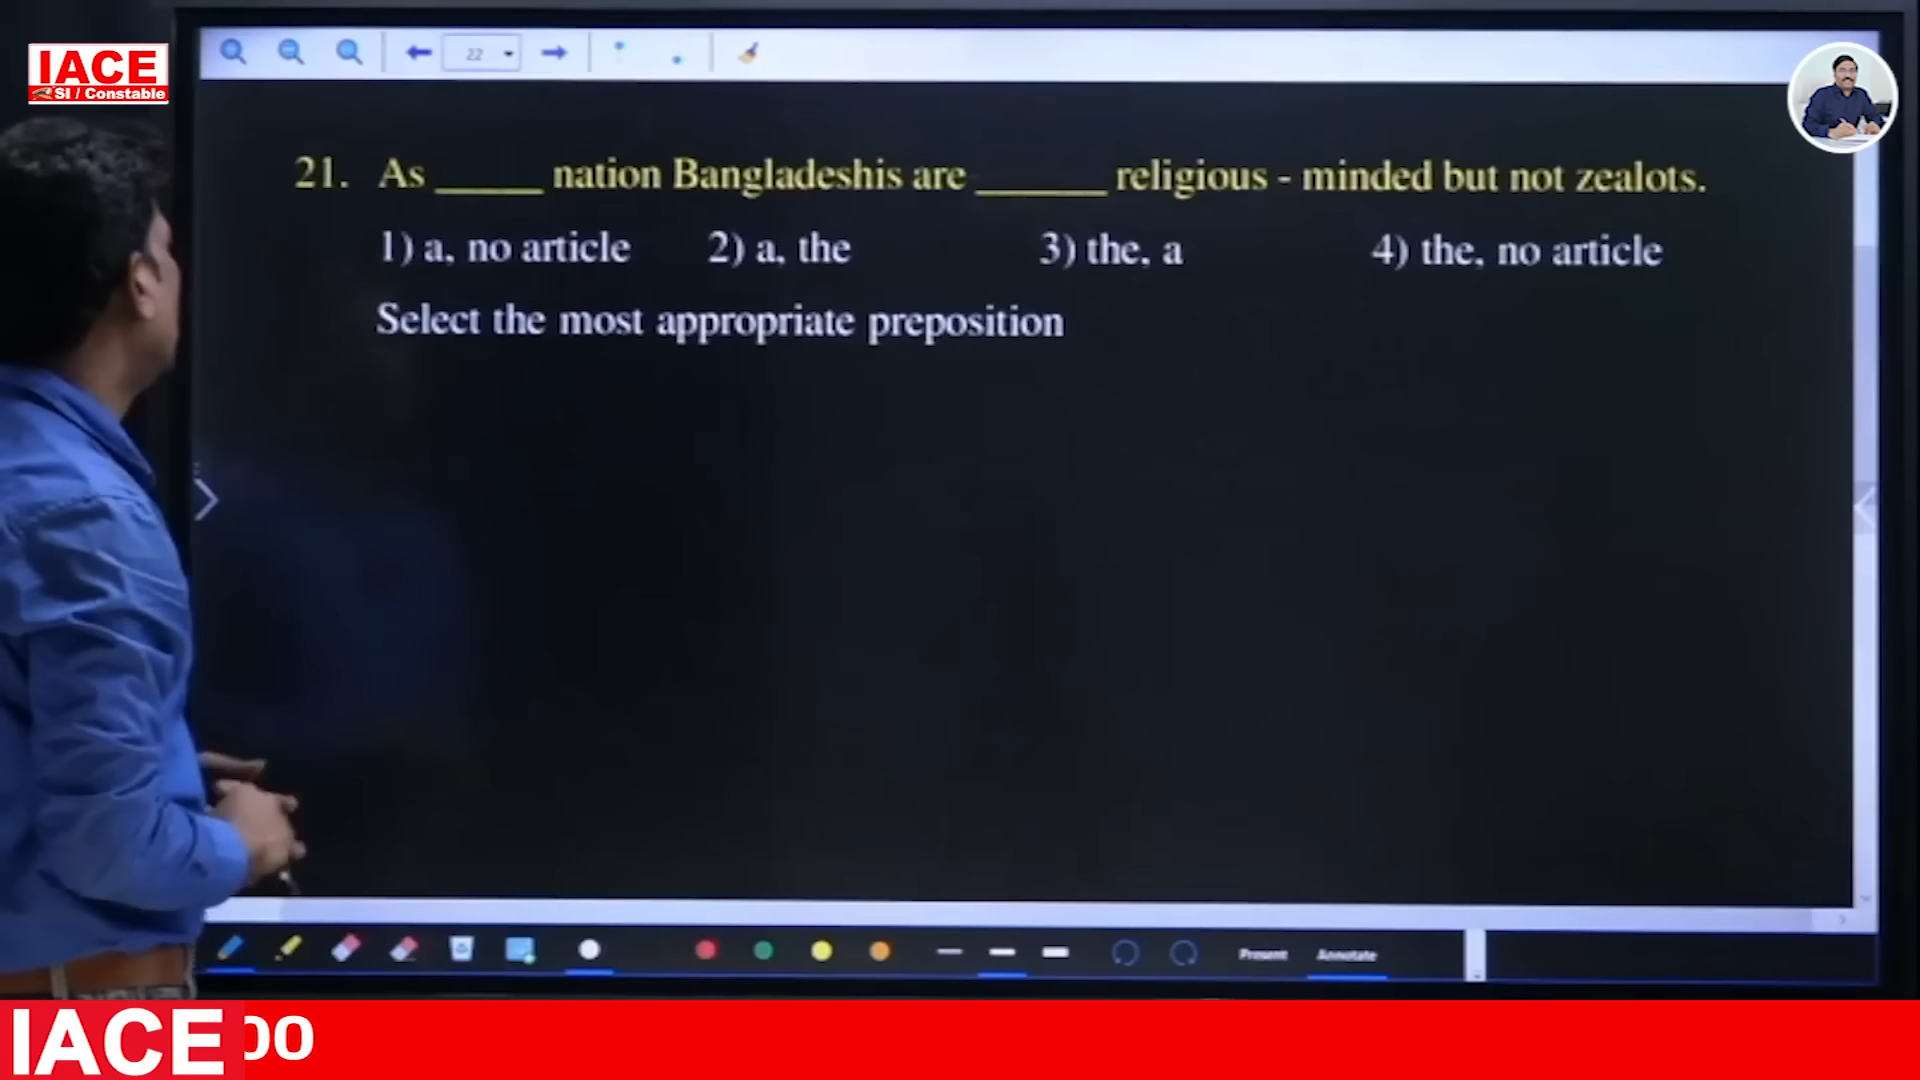 IACE
SI / Constable
22
21. As _____ nation Bangladeshis are ______ religious - minded but not zealots.
1) a, no article 2) a, the 3) the, a 4) the, no article
Select the most appropriate preposition
Present Annotate
IACE